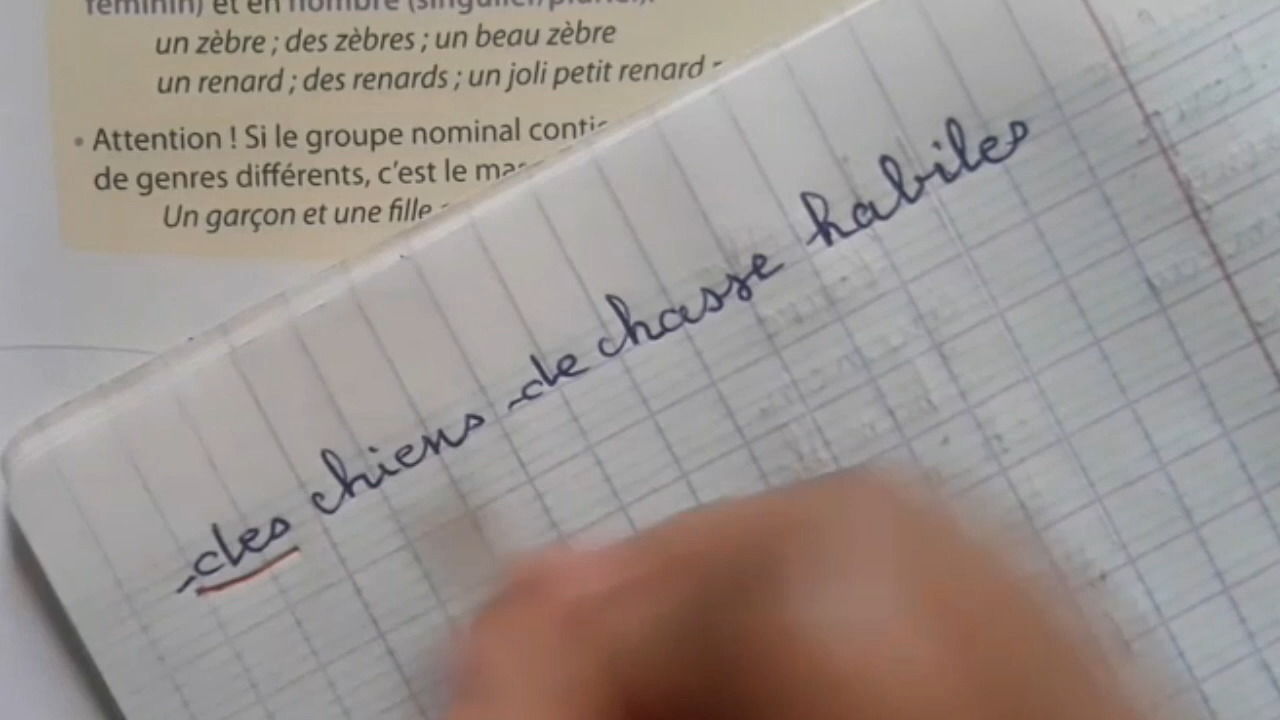 féminin) et en nombre (singulier/pluriel).
un zèbre ; des zèbres ; un beau zèbre
un renard ; des renards ; un joli petit renard
• Attention ! Si le groupe nominal
de genres différents, c'est le
Un garçon et une fille
des chiens de chasse habiles